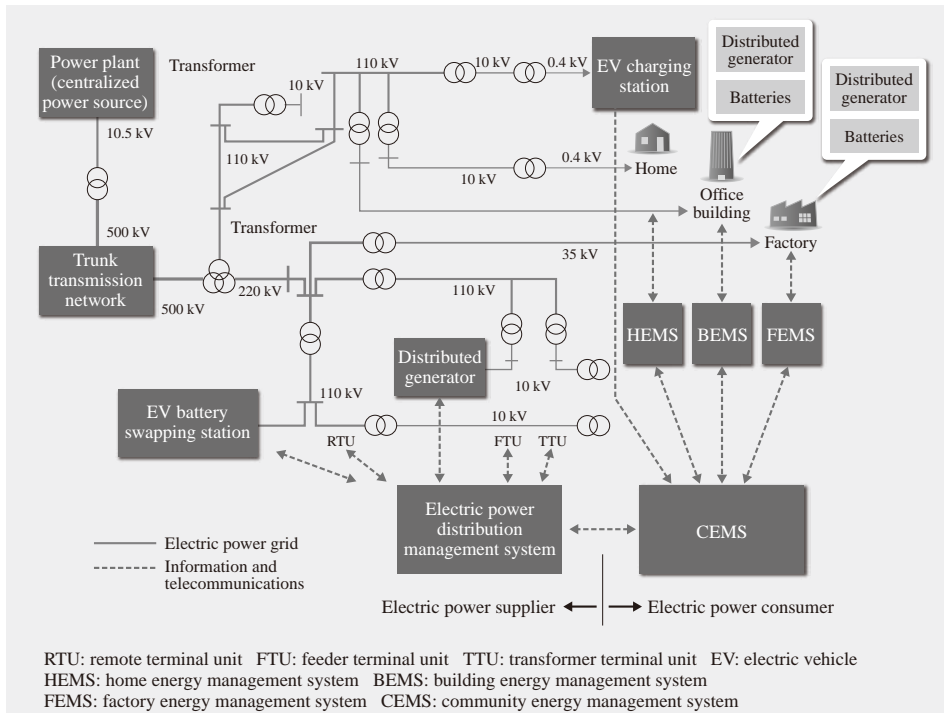 Power plant
(centralized
power source)
Transformer
10 kV
110 kV
10 kV
0.4 kV
EV charging
station
Distributed
generator
Batteries
Distributed
generator
Batteries
10.5 kV
110 kV
10 kV
0.4 kV
Home
Office
building
Factory
500 kV
Transformer
35 kV
Trunk
transmission
network
500 kV
220 kV
110 kV
HEMS
BEMS
FEMS
Distributed
generator
10 kV
110 kV
10 kV
EV battery
swapping station
RTU
FTU
TTU
Electric power
distribution
management system
CEMS
Electric power grid
Information and
telecommunications
Electric power supplier
Electric power consumer
RTU: remote terminal unit FTU: feeder terminal unit TTU: transformer terminal unit EV: electric vehicle
HEMS: home energy management system BEMS: building energy management system
FEMS: factory energy management system CEMS: community energy management system